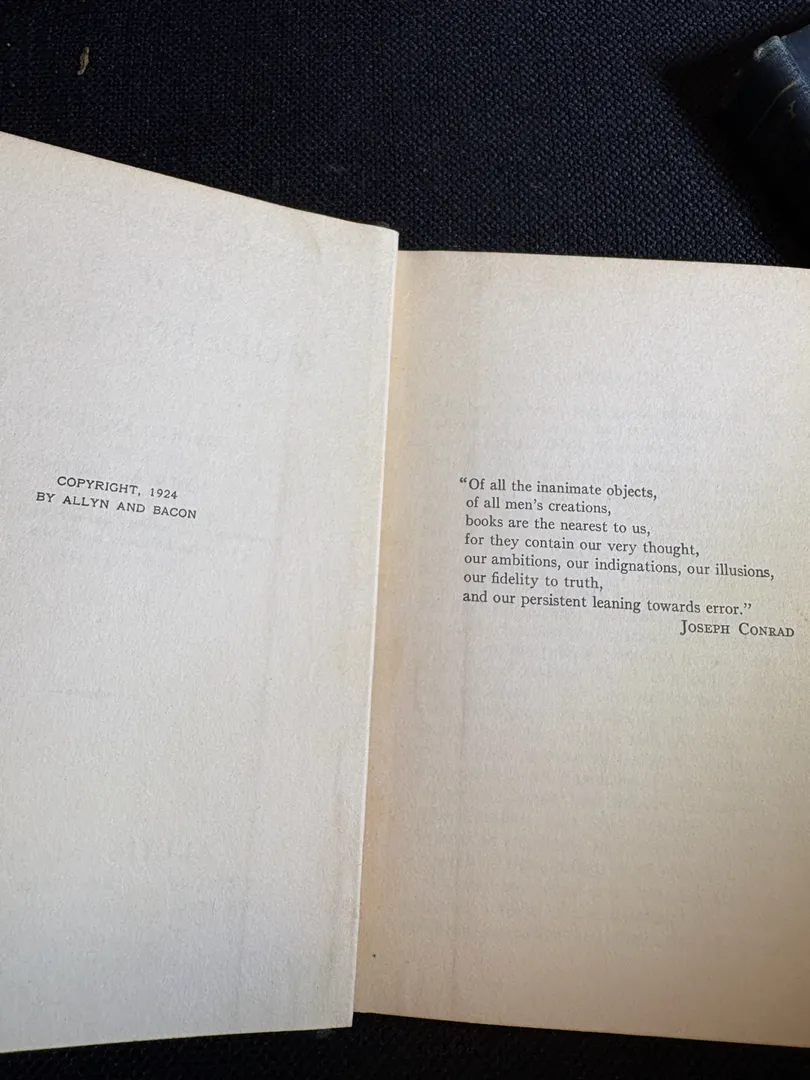 COPYRIGHT, 1924
BY ALLYN AND BACON
“Of all the inanimate objects,
of all men’s creations,
books are the nearest to us,
for they contain our very thought,
our ambitions, our indignations, our illusions,
our fidelity to truth,
and our persistent leaning towards error.”
JOSEPH CONRAD